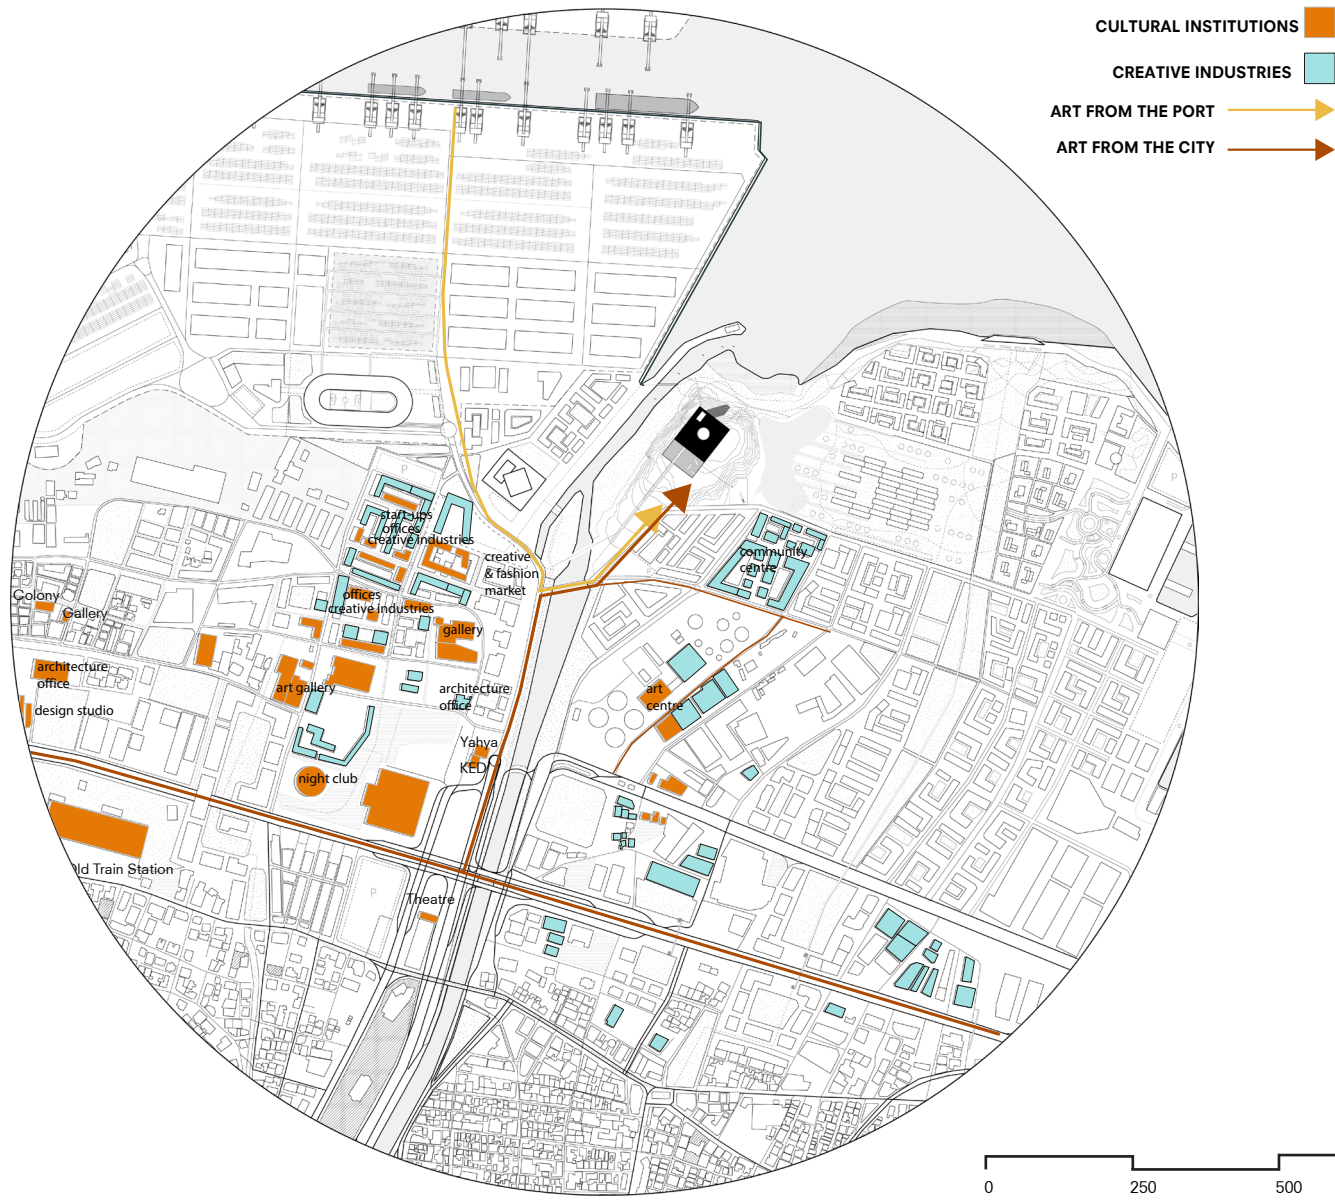 CULTURAL INSTITUTIONS
CREATIVE INDUSTRIES
ART FROM THE PORT
ART FROM THE CITY
P
P
start-ups
offices
creative industries
creative
& fashion
market
community
centre
offices
creative industries
Colony
Gallery
gallery
architecture
office
art gallery
architecture
office
art
centre
design studio
Yahya
KED
night club
Old Train Station
P
Theatre
0 250 500